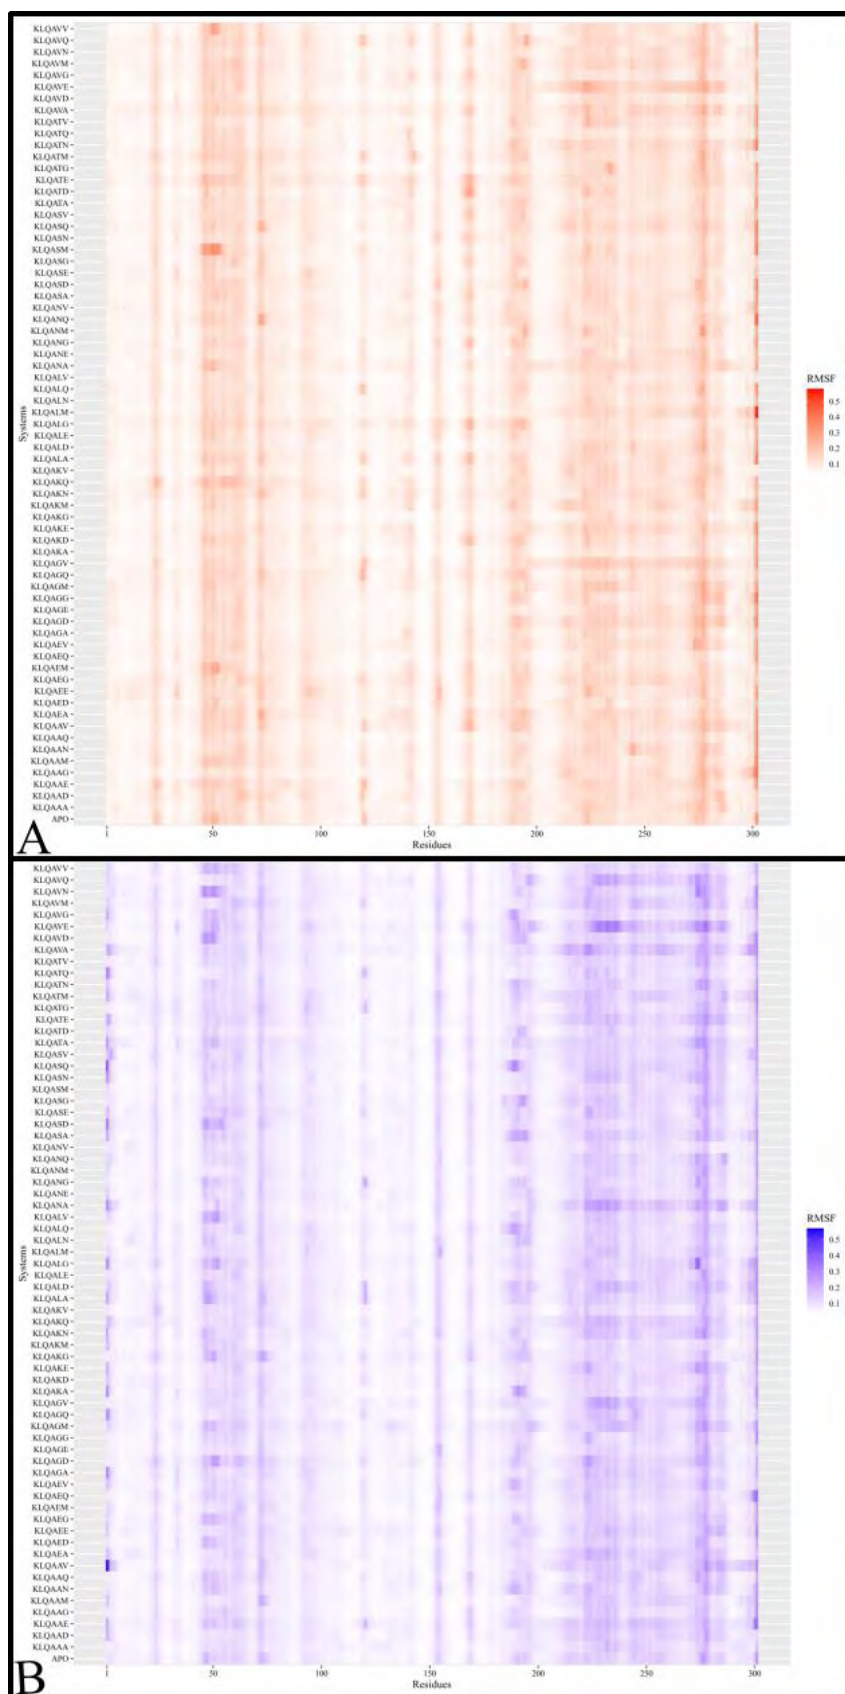 KLQAVV
KLQAVQ
KLQAVN
KLQAVM
KLQAVG
KLQAVE
KLQAVD
KLQAVA
KLQATV
KLQATQ
KLQATN
KLQATM
KLQATG
KLQATE
KLQATD
KLQATA
KLQASV
KLQASQ
KLQASN
KLQASM
KLQASG
KLQASE
KLQASD
KLQASA
KLQANV
KLQANQ
KLQANM
KLQANG
KLQANE
KLQANA
KLQALV
KLQALQ
KLQALN
KLQALM
KLQALG
KLQALE
KLQALD
KLQALA
KLQAKV
KLQAKQ
KLQAKN
KLQAKM
KLQAKG
KLQAKE
KLQAKD
KLQAKA
KLQAGV
KLQAGQ
KLQAGM
KLQAGG
KLQAGE
KLQAGD
KLQAGA
KLQAEV
KLQAEQ
KLQAEM
KLQAEG
KLQAEE
KLQAED
KLQAEA
KLQAAV
KLQAAQ
KLQAAN
KLQAAM
KLQAAG
KLQAAE
KLQAAD
KLQAAA
APO
Systems
1 50 100 150 200 250 300
Residues
RMSF
0.5
0.4
0.3
0.2
0.1
A
KLQAVV
KLQAVQ
KLQAVN
KLQAVM
KLQAVG
KLQAVE
KLQAVD
KLQAVA
KLQATV
KLQATQ
KLQATN
KLQATM
KLQATG
KLQATE
KLQATD
KLQATA
KLQASV
KLQASQ
KLQASN
KLQASM
KLQASG
KLQASE
KLQASD
KLQASA
KLQANV
KLQANQ
KLQANM
KLQANG
KLQANE
KLQANA
KLQALV
KLQALQ
KLQALN
KLQALM
KLQALG
KLQALE
KLQALD
KLQALA
KLQAKV
KLQAKQ
KLQAKN
KLQAKM
KLQAKG
KLQAKE
KLQAKD
KLQAKA
KLQAGV
KLQAGQ
KLQAGM
KLQAGG
KLQAGE
KLQAGD
KLQAGA
KLQAEV
KLQAEQ
KLQAEM
KLQAEG
KLQAEE
KLQAED
KLQAEA
KLQAAV
KLQAAQ
KLQAAN
KLQAAM
KLQAAG
KLQAAE
KLQAAD
KLQAAA
APO
Systems
1 50 100 150 200 250 300
Residues
RMSF
0.5
0.4
0.3
0.2
0.1
B